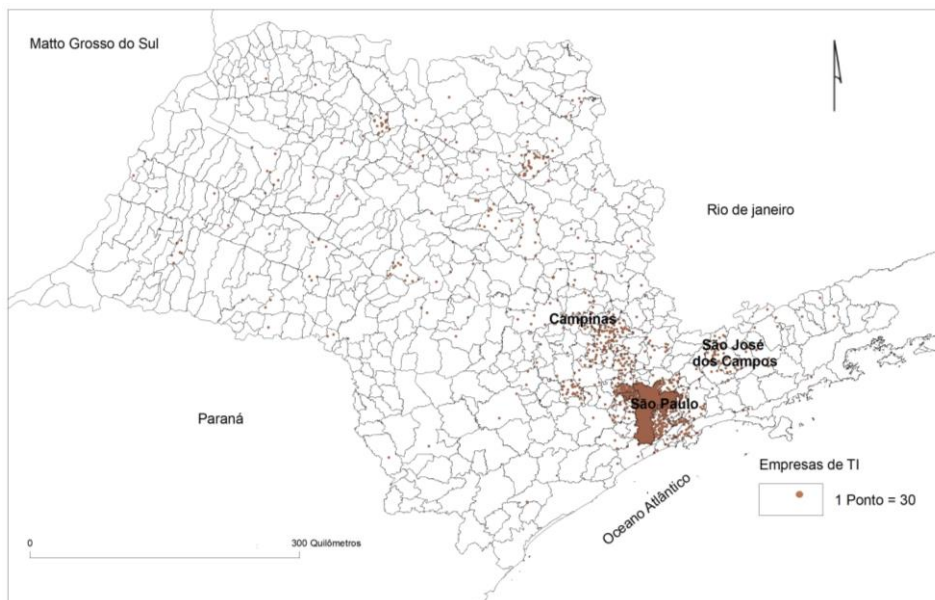 Matto Grosso do Sul
Rio de janeiro
Campinas
São José
dos Campos
São Paulo
Paraná
Empresas de TI
1 Ponto = 30
Oceano Atlântico
0
300 Quilômetros